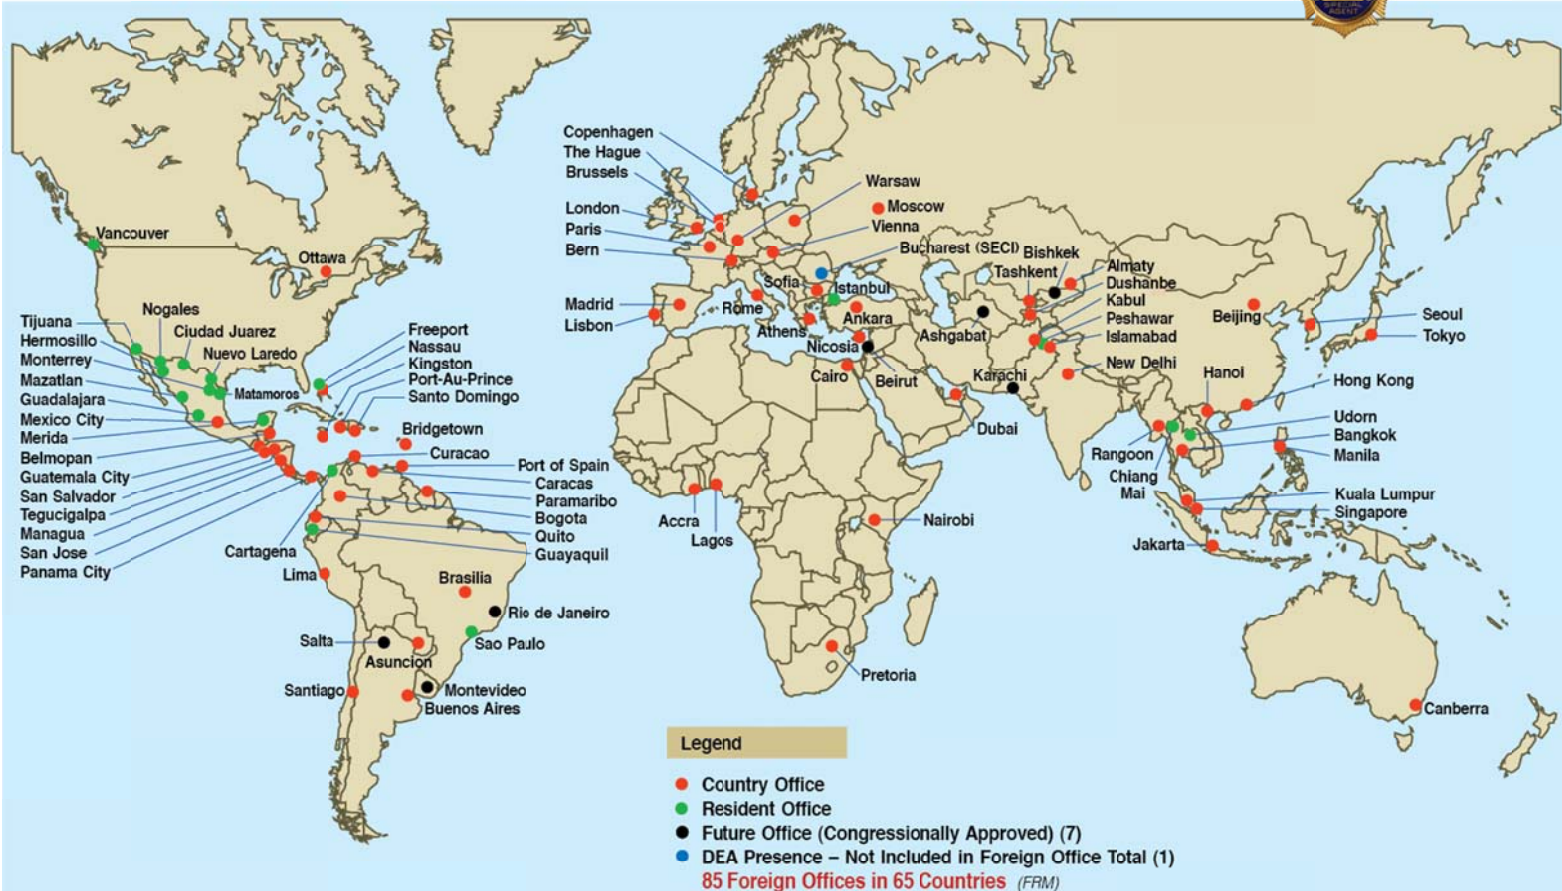 SPECIAL
AGENT
Copenhagen
The Hague
Brussels
London
Paris
Bern
Madrid
Lisbon
Warsaw
Moscow
Vienna
Bucharest (SECI)
Bishkek
Tashkent
Almaty
Dushanbe
Kabul
Peshawar
Islamabad
Sofia
Istanbul
Rome
Athens
Ankara
Nicosia
Ashgabat
Cairo
Beirut
Karachi
New Delhi
Dubai
Beijing
Seoul
Tokyo
Hanoi
Hong Kong
Udorn
Bangkok
Manila
Rangoon
Chiang
Mai
Kuala Lumpur
Singapore
Jakarta
Canberra
Accra
Lagos
Nairobi
Pretoria
Vancouver
Ottawa
Nogales
Ciudad Juarez
Nuevo Laredo
Matamoros
Tijuana
Hermosillo
Monterrey
Mazatlan
Guadalajara
Mexico City
Merida
Belmopan
Guatemala City
San Salvador
Tegucigalpa
Managua
San Jose
Panama City
Freeport
Nassau
Kingston
Port-Au-Prince
Santo Domingo
Bridgetown
Curacao
Port of Spain
Caracas
Paramaribo
Bogota
Quito
Guayaquil
Cartagena
Lima
Brasilia
Rio de Janeiro
Sao Paulo
Salta
Asuncion
Santiago
Montevideo
Buenos Aires
Legend
Country Office
Resident Office
Future Office (Congressionally Approved) (7)
DEA Presence – Not Included in Foreign Office Total (1)
85 Foreign Offices in 65 Countries (FRM)